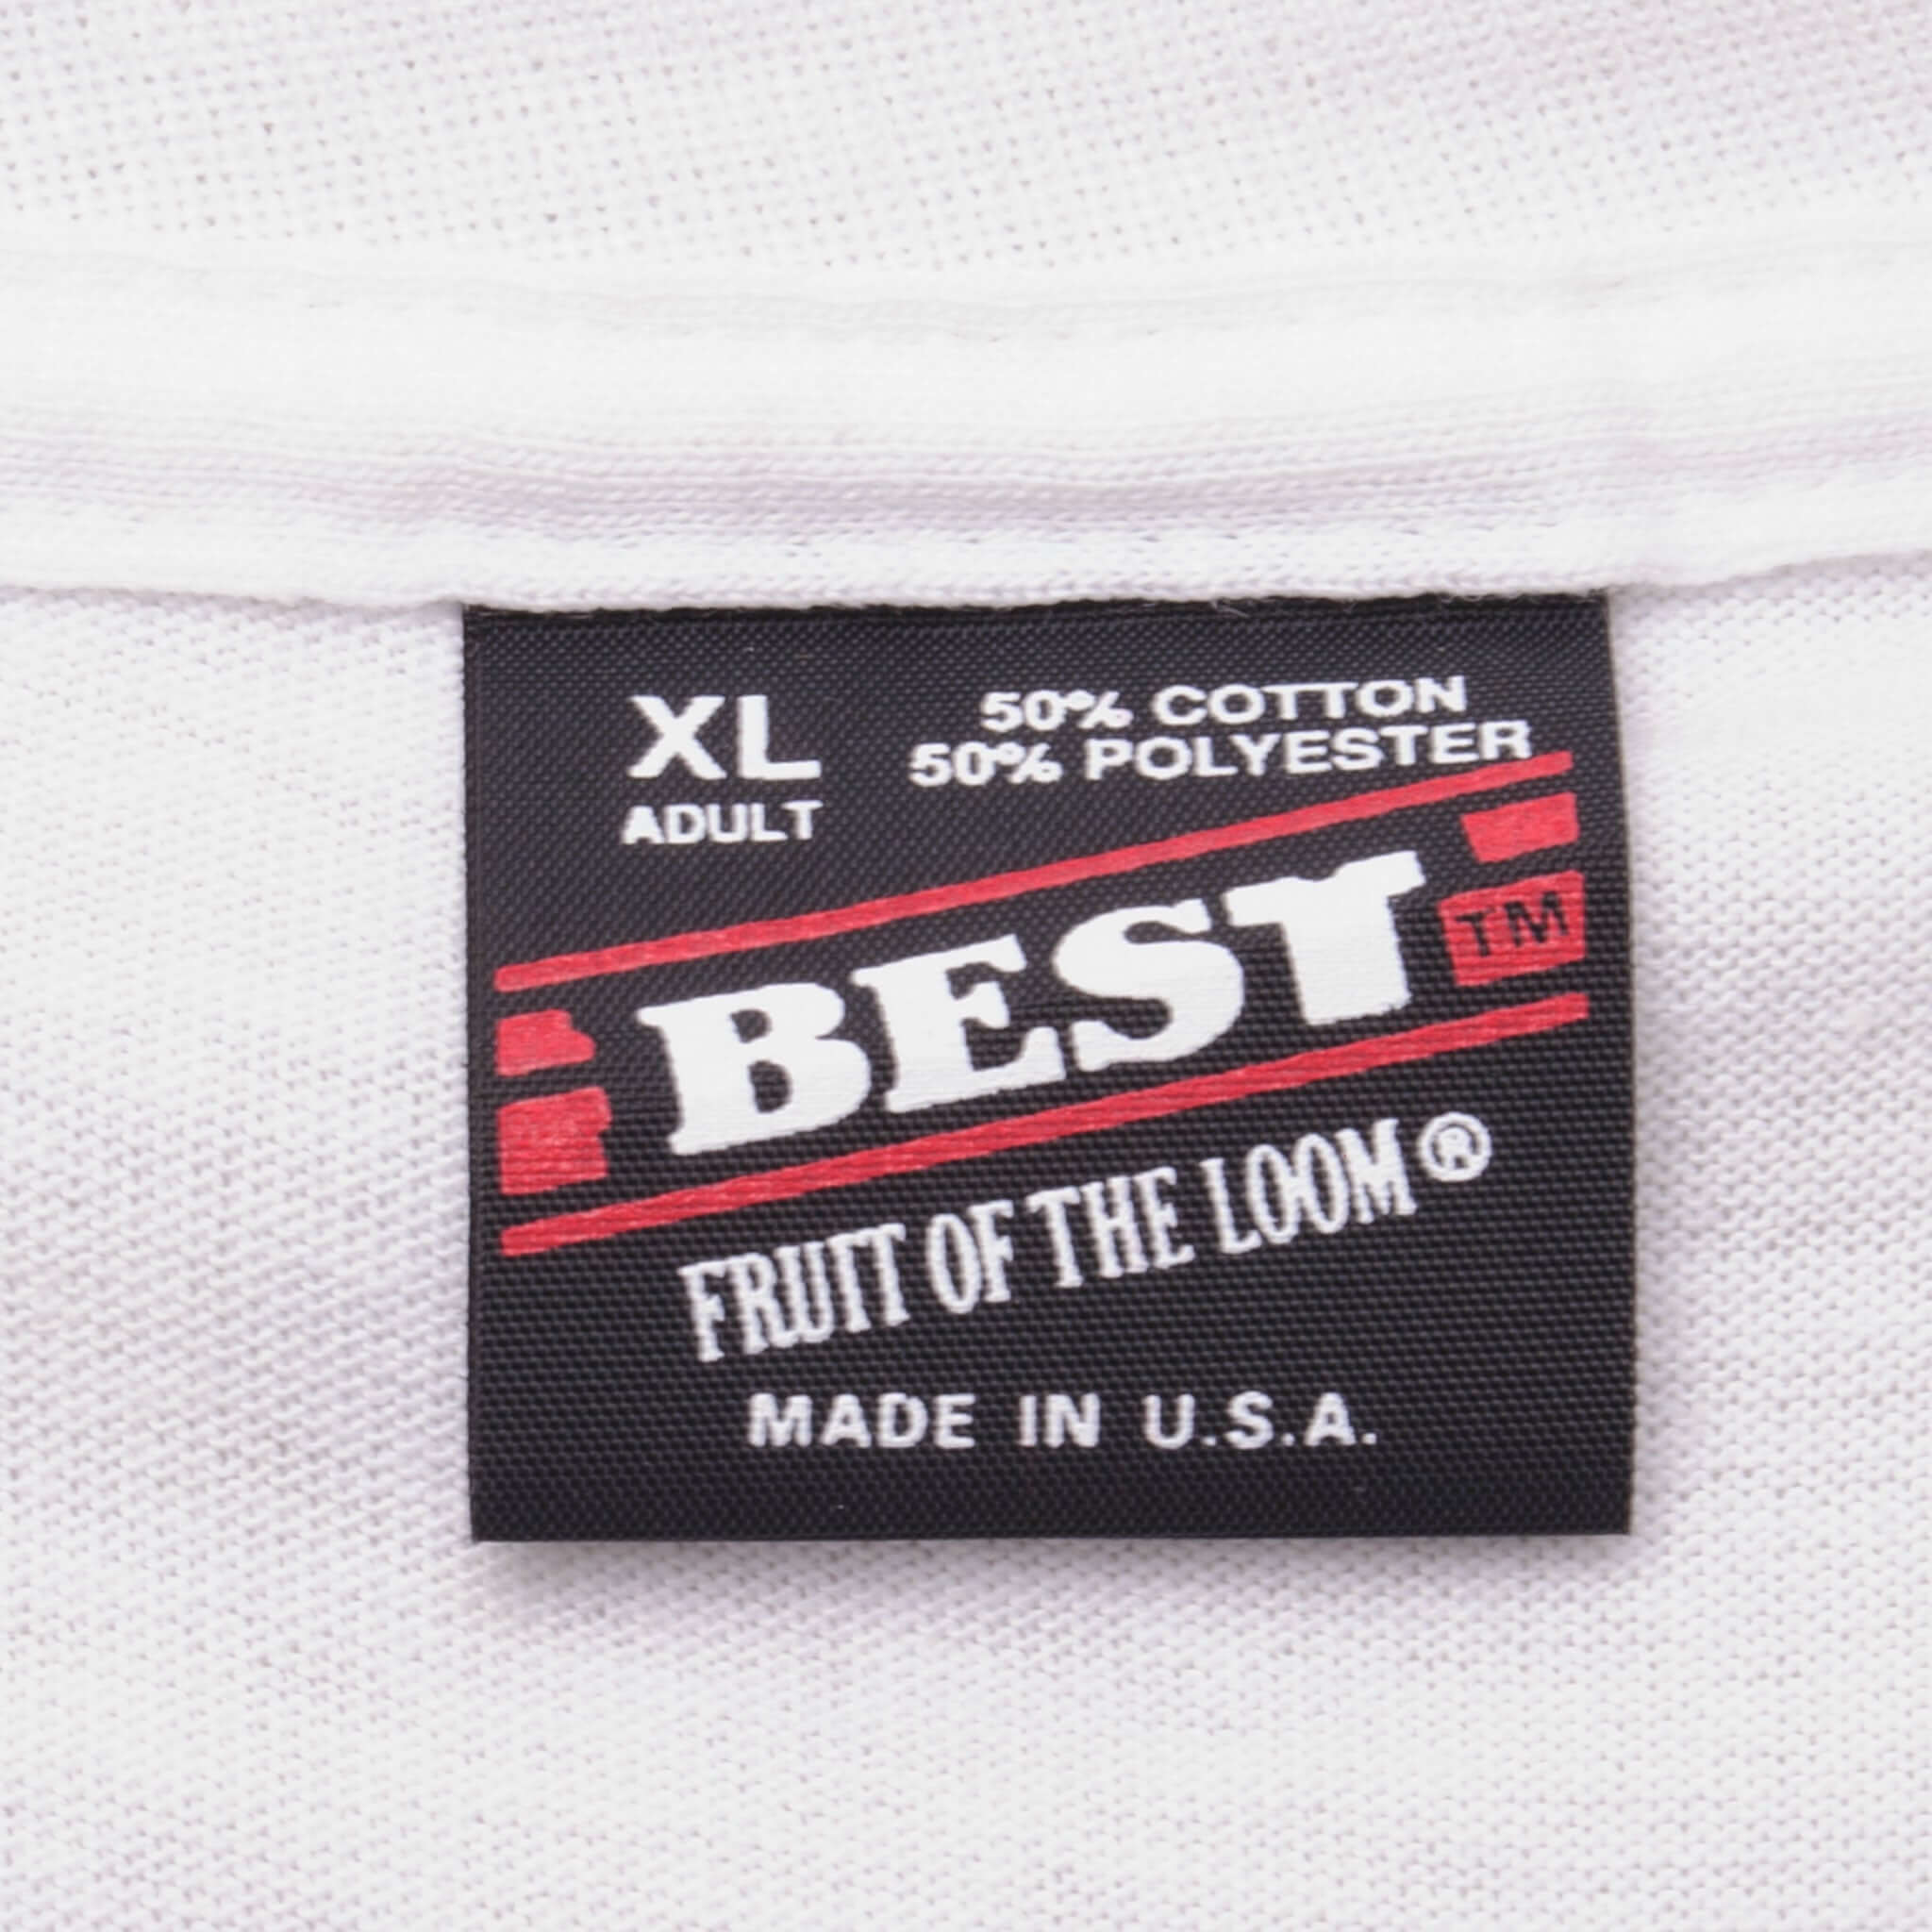 XL
ADULT
50% COTTON
50% POLYESTER
BEST
TM
FRUIT OF THE LOOM®
MADE IN U.S.A.